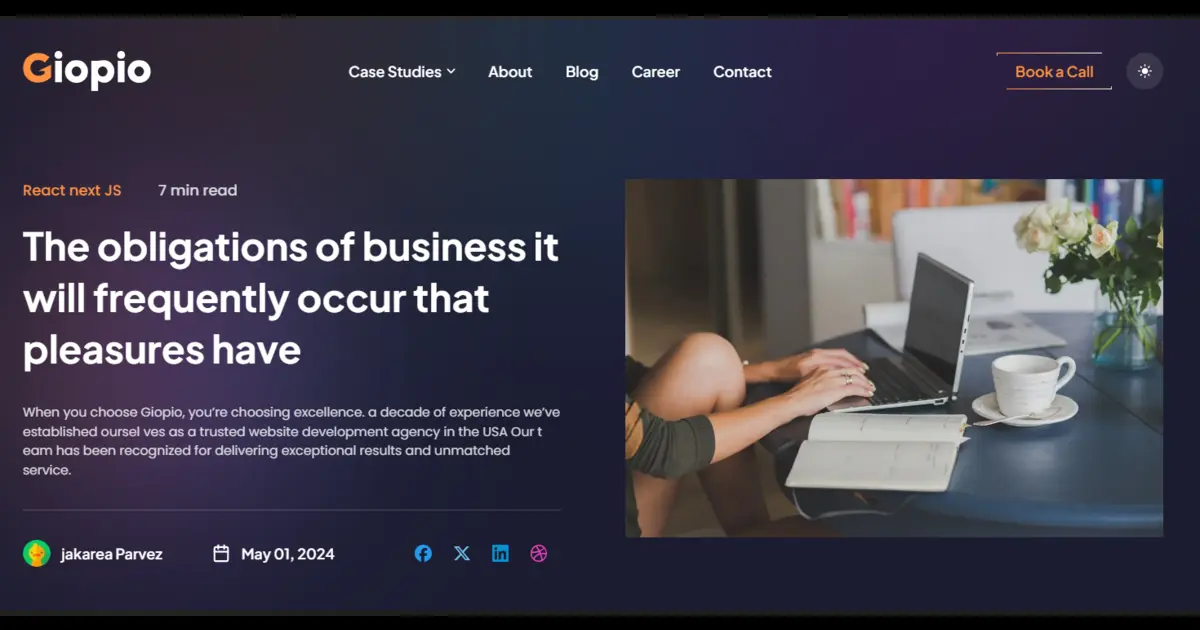 Giopio
Case Studies
About
Blog
Career
Contact
Book a Call
React next JS
7 min read
The obligations of business it
will frequently occur that
pleasures have
When you choose Giopio, you're choosing excellence. a decade of experience we've
established oursel ves as a trusted website development agency in the USA Our t
eam has been recognized for delivering exceptional results and unmatched
service.
jakarea Parvez
May 01, 2024